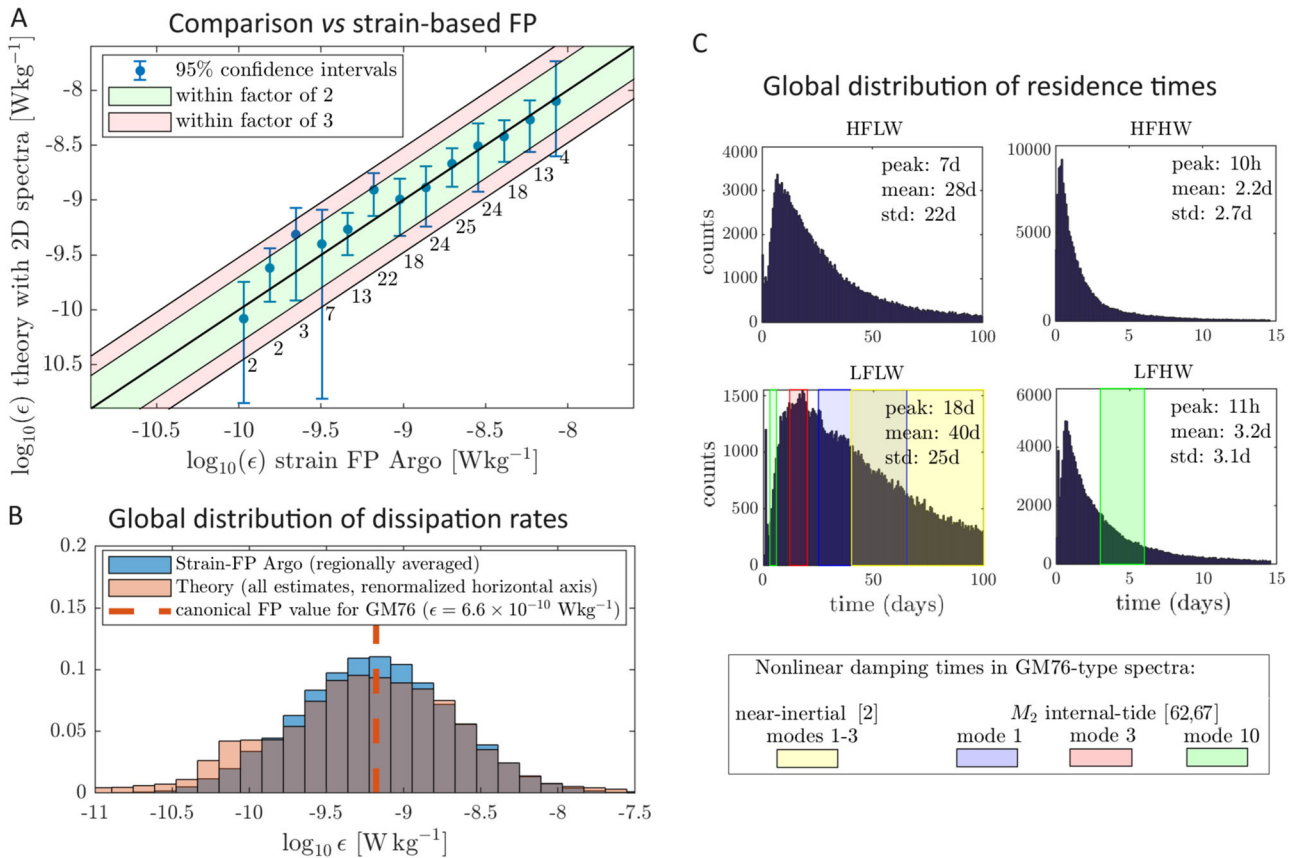 A
Comparison vs strain-based FP
log₁₀(ϵ) theory with 2D spectra [Wkg⁻¹]
95% confidence intervals
within factor of 2
within factor of 3
-8
-8.5
-9
-9.5
-10
10.5
2
2
3
7
13
22
18
24
25
24
18
13
4
-10.5
-10
-9.5
-9
-8.5
-8
log₁₀(ϵ) strain FP Argo [Wkg⁻¹]
B
Global distribution of dissipation rates
0.2
0.15
0.1
0.05
0
Strain-FP Argo (regionally averaged)
Theory (all estimates, renormalized horizontal axis)
canonical FP value for GM76 (ϵ = 6.6 × 10⁻¹⁰ Wkg⁻¹)
-11
-10.5
-10
-9.5
-9
-8.5
-8
-7.5
log₁₀ ϵ [W kg⁻¹]
C
Global distribution of residence times
HFLW
counts
4000
3000
2000
1000
0
peak: 7d
mean: 28d
std: 22d
0
50
100
HFHW
10000
5000
0
peak: 10h
mean: 2.2d
std: 2.7d
0
5
10
15
LFLW
counts
1500
1000
500
0
peak: 18d
mean: 40d
std: 25d
0
50
100
time (days)
LFHW
6000
4000
2000
0
peak: 11h
mean: 3.2d
std: 3.1d
0
5
10
15
time (days)
Nonlinear damping times in GM76-type spectra:
near-inertial [2]
modes 1-3
M₂ internal-tide [62,67]
mode 1
mode 3
mode 10